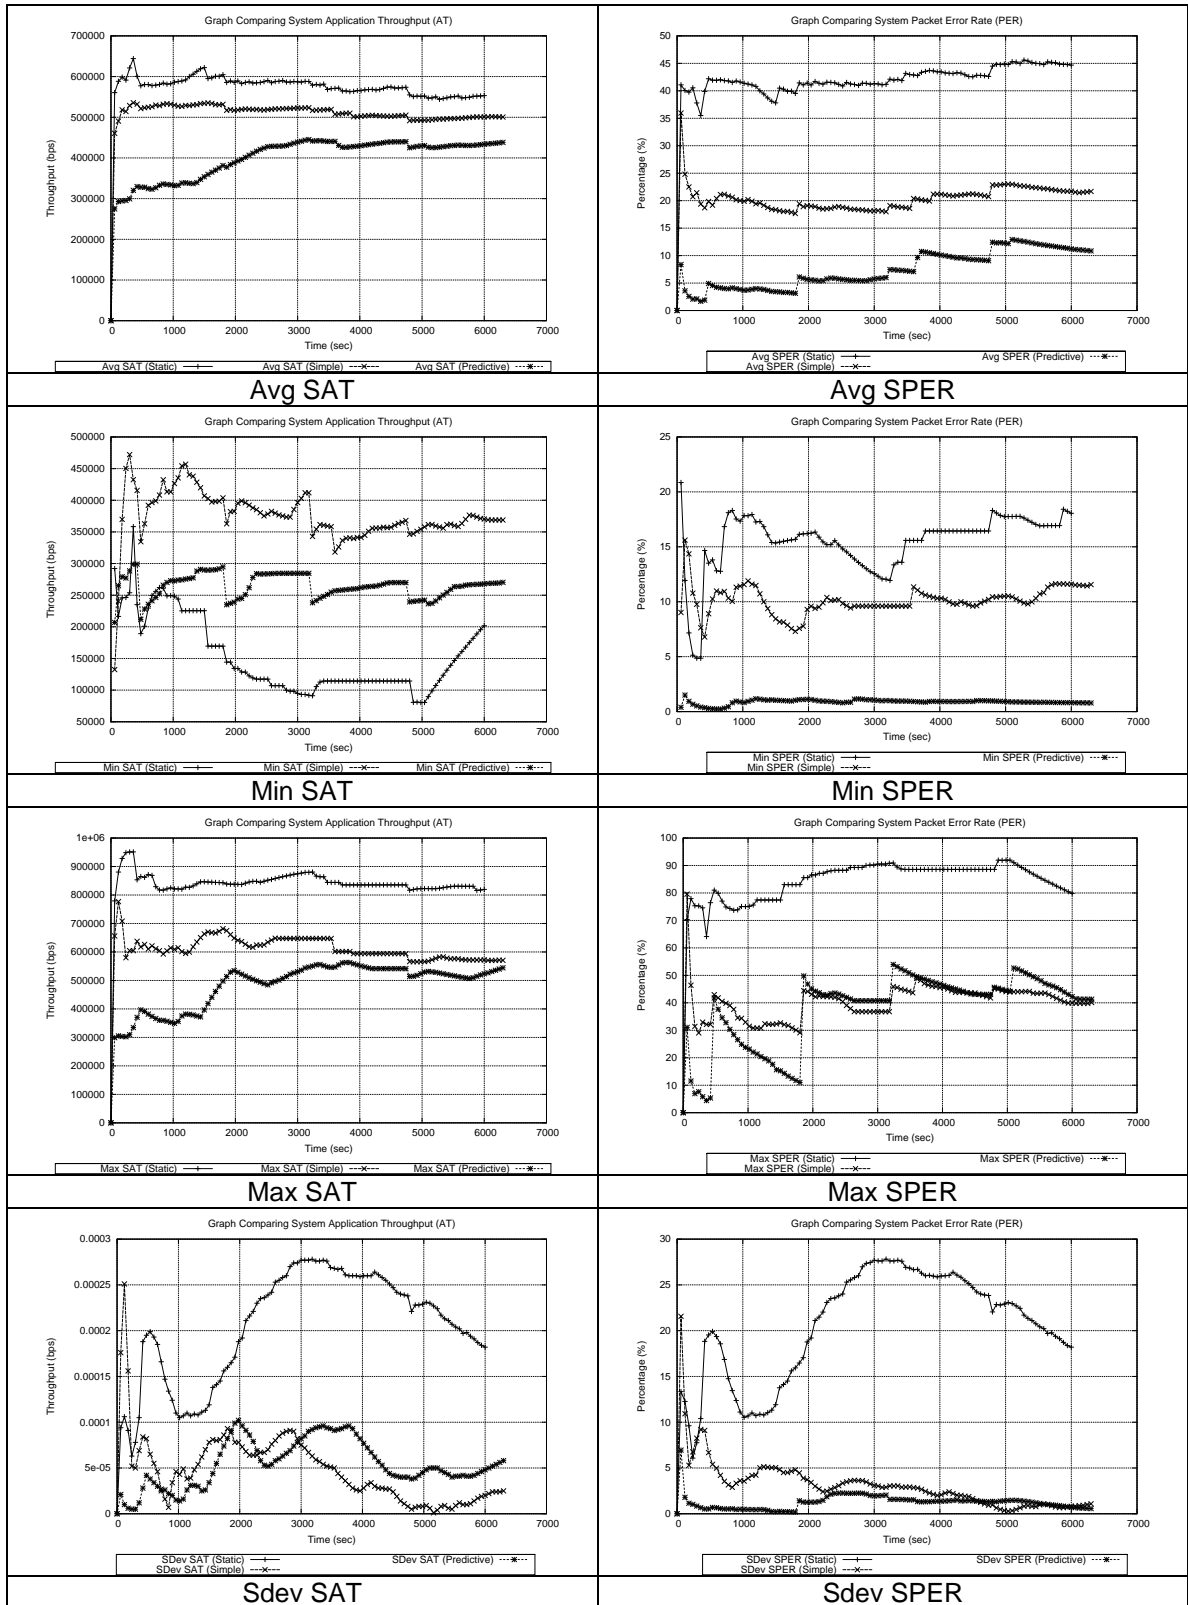 Graph Comparing System Application Throughput (AT)
700000
600000
500000
400000
300000
200000
100000
0
Throughput (bps)
0 1000 2000 3000 4000 5000 6000 7000
Time (sec)
Avg SAT (Static) Avg SAT (Simple) Avg SAT (Predictive)
Avg SAT
Graph Comparing System Packet Error Rate (PER)
50
45
40
35
30
25
20
15
10
5
0
Percentage (%)
0 1000 2000 3000 4000 5000 6000 7000
Time (sec)
Avg SPER (Static) Avg SPER (Predictive)
Avg SPER (Simple)
Avg SPER
Graph Comparing System Application Throughput (AT)
500000
450000
400000
350000
300000
250000
200000
150000
100000
50000
Throughput (bps)
0 1000 2000 3000 4000 5000 6000 7000
Time (sec)
Min SAT (Static) Min SAT (Simple) Min SAT (Predictive)
Min SAT
Graph Comparing System Packet Error Rate (PER)
25
20
15
10
5
0
Percentage (%)
0 1000 2000 3000 4000 5000 6000 7000
Time (sec)
Min SPER (Static) Min SPER (Predictive)
Min SPER (Simple)
Min SPER
Graph Comparing System Application Throughput (AT)
1e+06
900000
800000
700000
600000
500000
400000
300000
200000
100000
0
Throughput (bps)
0 1000 2000 3000 4000 5000 6000 7000
Time (sec)
Max SAT (Static) Max SAT (Simple) Max SAT (Predictive)
Max SAT
Graph Comparing System Packet Error Rate (PER)
100
90
80
70
60
50
40
30
20
10
0
Percentage (%)
0 1000 2000 3000 4000 5000 6000 7000
Time (sec)
Max SPER (Static) Max SPER (Predictive)
Max SPER (Simple)
Max SPER
Graph Comparing System Application Throughput (AT)
0.0003
0.00025
0.0002
0.00015
0.0001
5e-05
0
Throughput (bps)
0 1000 2000 3000 4000 5000 6000 7000
Time (sec)
SDev SAT (Static) SDev SAT (Predictive)
SDev SAT (Simple)
Sdev SAT
Graph Comparing System Packet Error Rate (PER)
30
25
20
15
10
5
0
Percentage (%)
0 1000 2000 3000 4000 5000 6000 7000
Time (sec)
SDev SPER (Static) SDev SPER (Predictive)
SDev SPER (Simple)
Sdev SPER